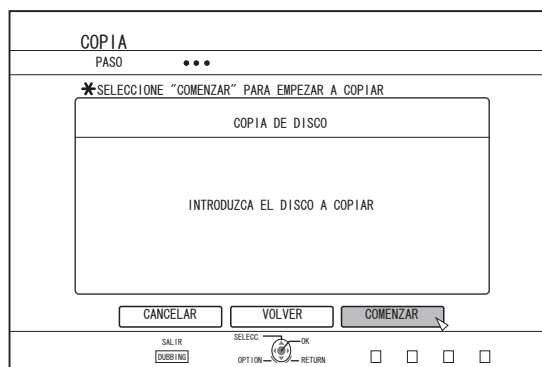 COPIA
PASO
*SELECCIONE "COMENZAR" PARA EMPEZAR A COPIAR
COPIA DE DISCO
INTRODUZCA EL DISCO A COPIAR
CANCELAR VOLVER COMENZAR
SALIR SELECC. OK
DUBBING OPTION RETURN